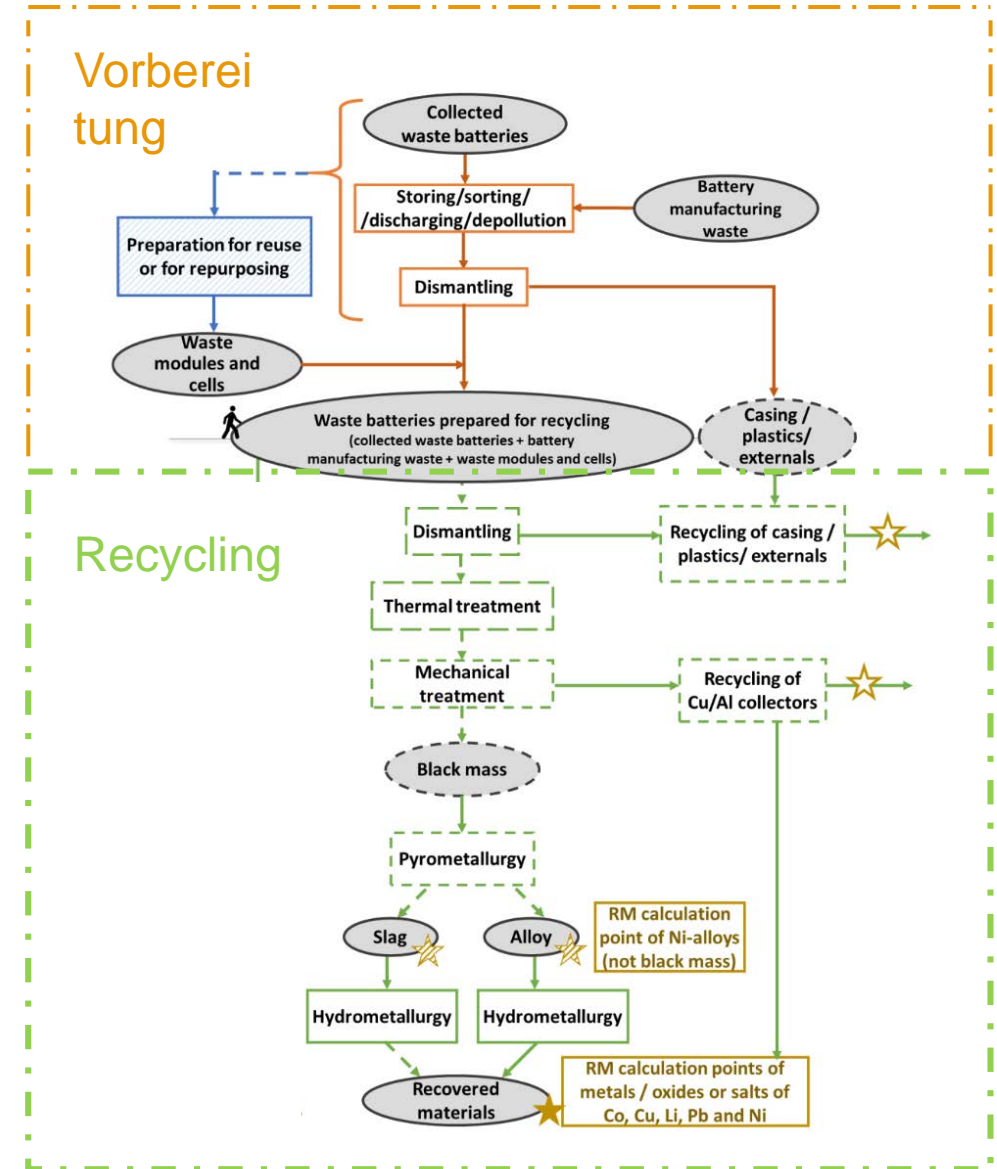 Vorberei
tung
Collected
waste batteries
Storing/sorting/
/discharging/depollution
Battery
manufacturing
waste
Preparation for reuse
or for repurposing
Dismantling
Waste
modules and
cells
Waste batteries prepared for recycling
(collected waste batteries + battery
manufacturing waste + waste modules and cells)
Casing /
plastics/
externals
Recycling
Dismantling
Recycling of casing /
plastics/ externals
Thermal treatment
Mechanical
treatment
Recycling of
Cu/Al collectors
Black mass
Pyrometallurgy
Slag
Alloy
RM calculation
point of Ni-alloys
(not black mass)
Hydrometallurgy
Hydrometallurgy
Recovered
materials
RM calculation points of
metals / oxides or salts of
Co, Cu, Li, Pb and Ni